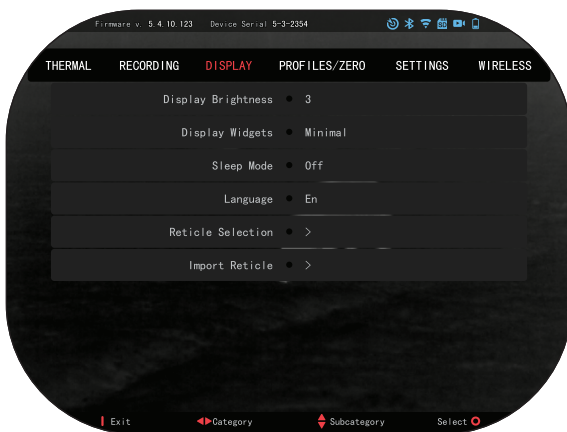 Firmware v. 5.4.10.123 Device Serial 5-3-2354
THERMAL RECORDING DISPLAY PROFILES/ZERO SETTINGS WIRELESS
Display Brightness 3
Display Widgets Minimal
Sleep Mode Off
Language En
Reticle Selection >
Import Reticle >
Exit Category Subcategory Select